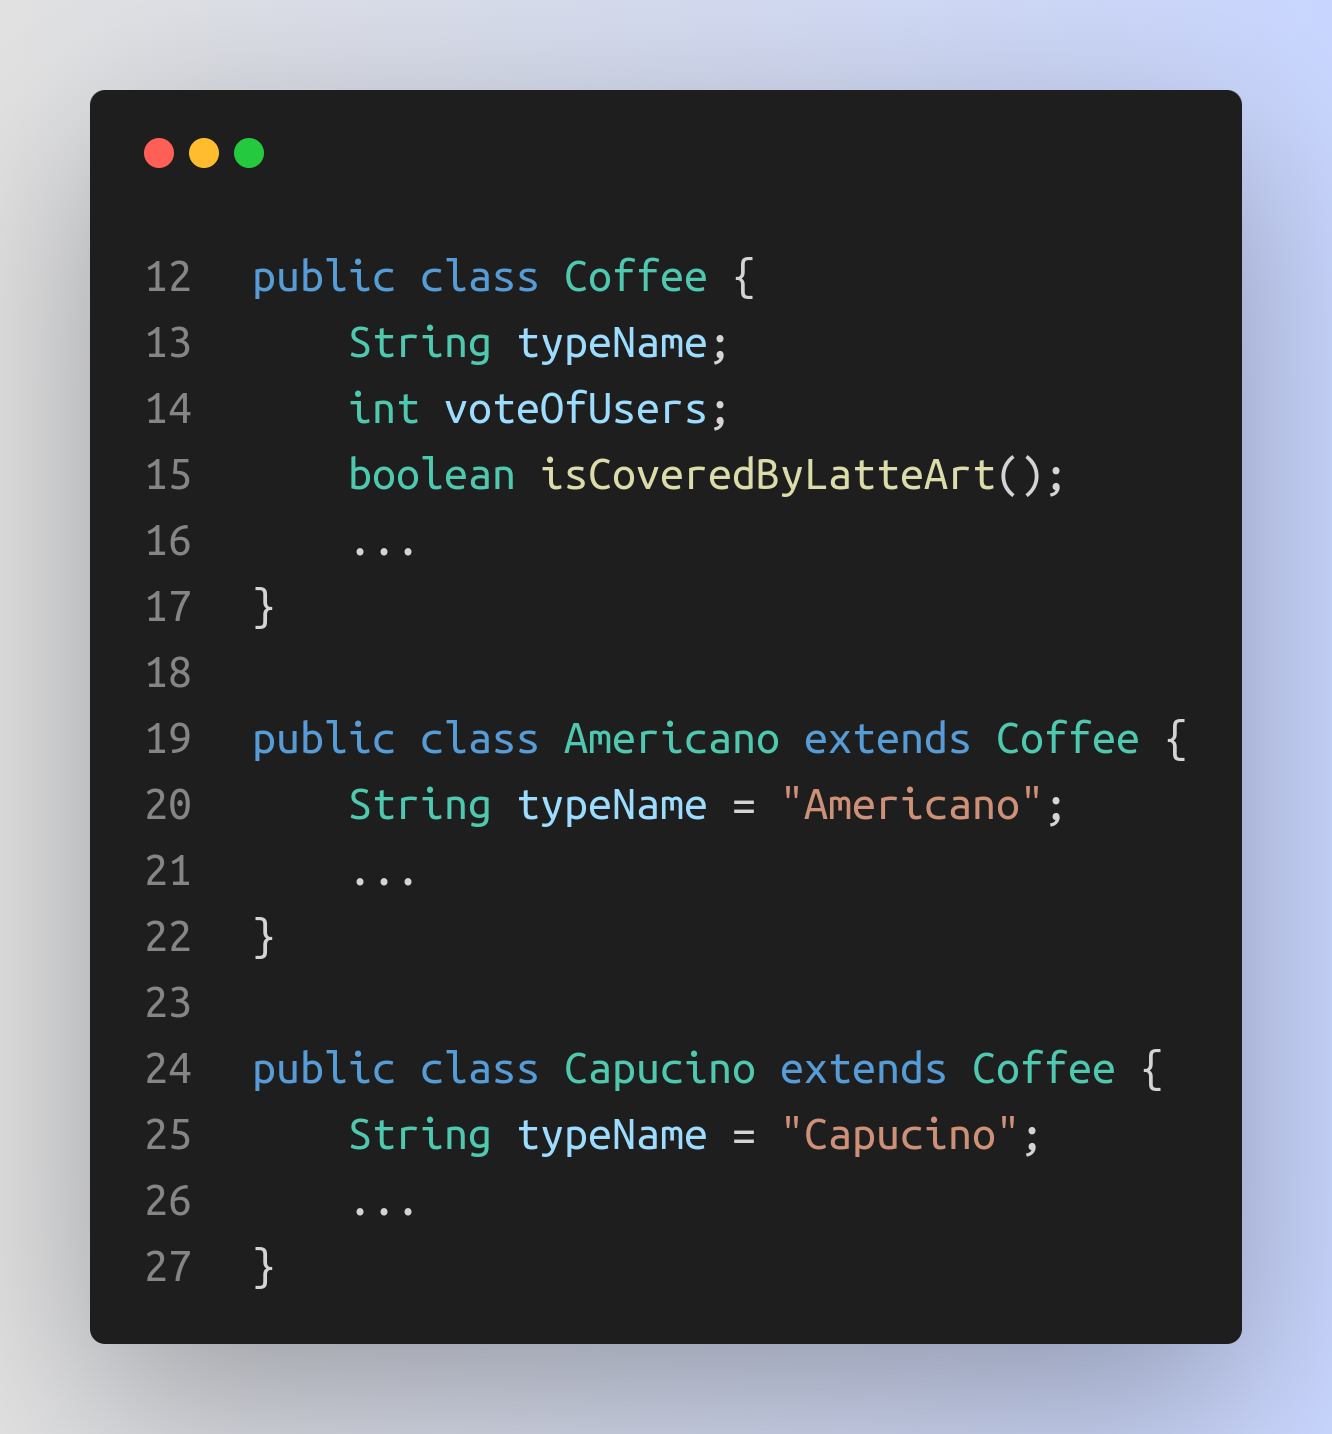 12 public class Coffee {
13     String typeName;
14     int voteOfUsers;
15     boolean isCoveredByLatteArt();
16     ...
17 }
18
19 public class Americano extends Coffee {
20     String typeName = "Americano";
21     ...
22 }
23
24 public class Capucino extends Coffee {
25     String typeName = "Capucino";
26     ...
27 }